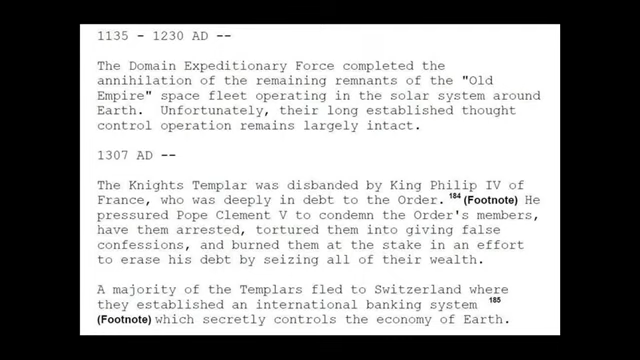 1135 - 1230 AD --
The Domain Expeditionary Force completed the
annihilation of the remaining remnants of the "Old
Empire" space fleet operating in the solar system around
Earth. Unfortunately, their long established thought
control operation remains largely intact.
1307 AD --
The Knights Templar was disbanded by King Philip IV of
France, who was deeply in debt to the Order. 184 (Footnote) He
pressured Pope Clement V to condemn the Order's members,
have them arrested, tortured them into giving false
confessions, and burned them at the stake in an effort
to erase his debt by seizing all of their wealth.
A majority of the Templars fled to Switzerland where
they established an international banking system 185
(Footnote) which secretly controls the economy of Earth.